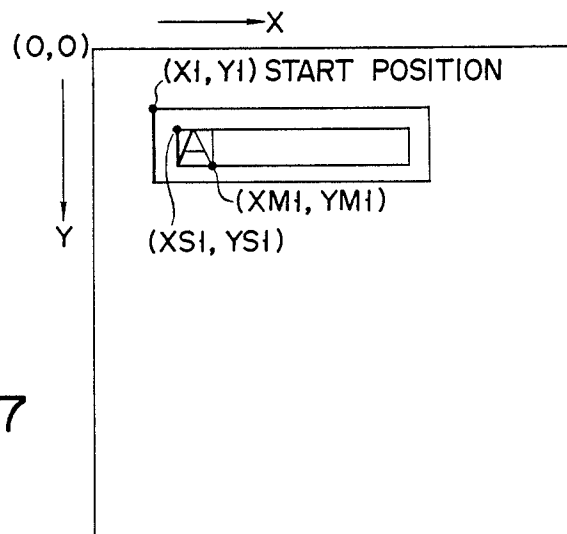 X
(0,0)
(X1, Y1) START POSITION
A
(XM1, YM1)
Y
(XS1, YS1)
7